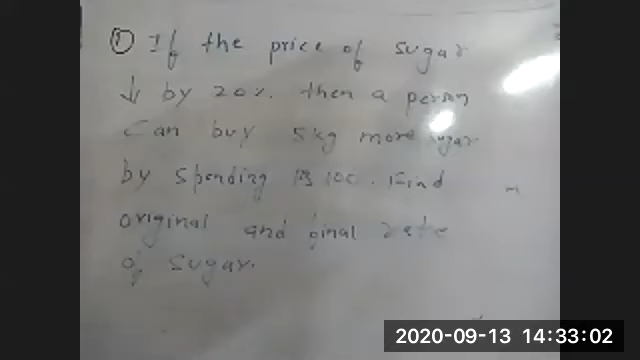 ① If the price of sugar
↓ by 20%. then a person
can buy 5kg more sugar
by spending Rs 100. Find
original and final rate
of sugar.
2020-09-13 14:33:02